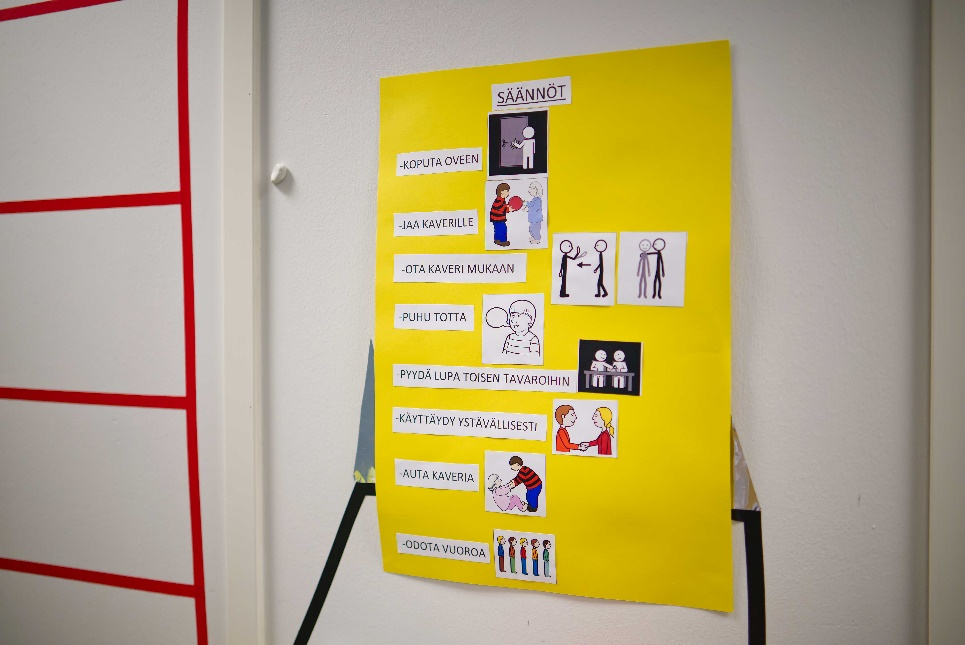 SÄÄNNÖT
-KOPUTA OVEEN
-JAA KAVERILLE
-OTA KAVERI MUKAAN
-PUHU TOTTA
-PYYDÄ LUPA TOISEN TAVAROIHIN
-KÄYTTÄYDY YSTÄVÄLLISESTI
-AUTA KAVERIA
-ODOTA VUOROA